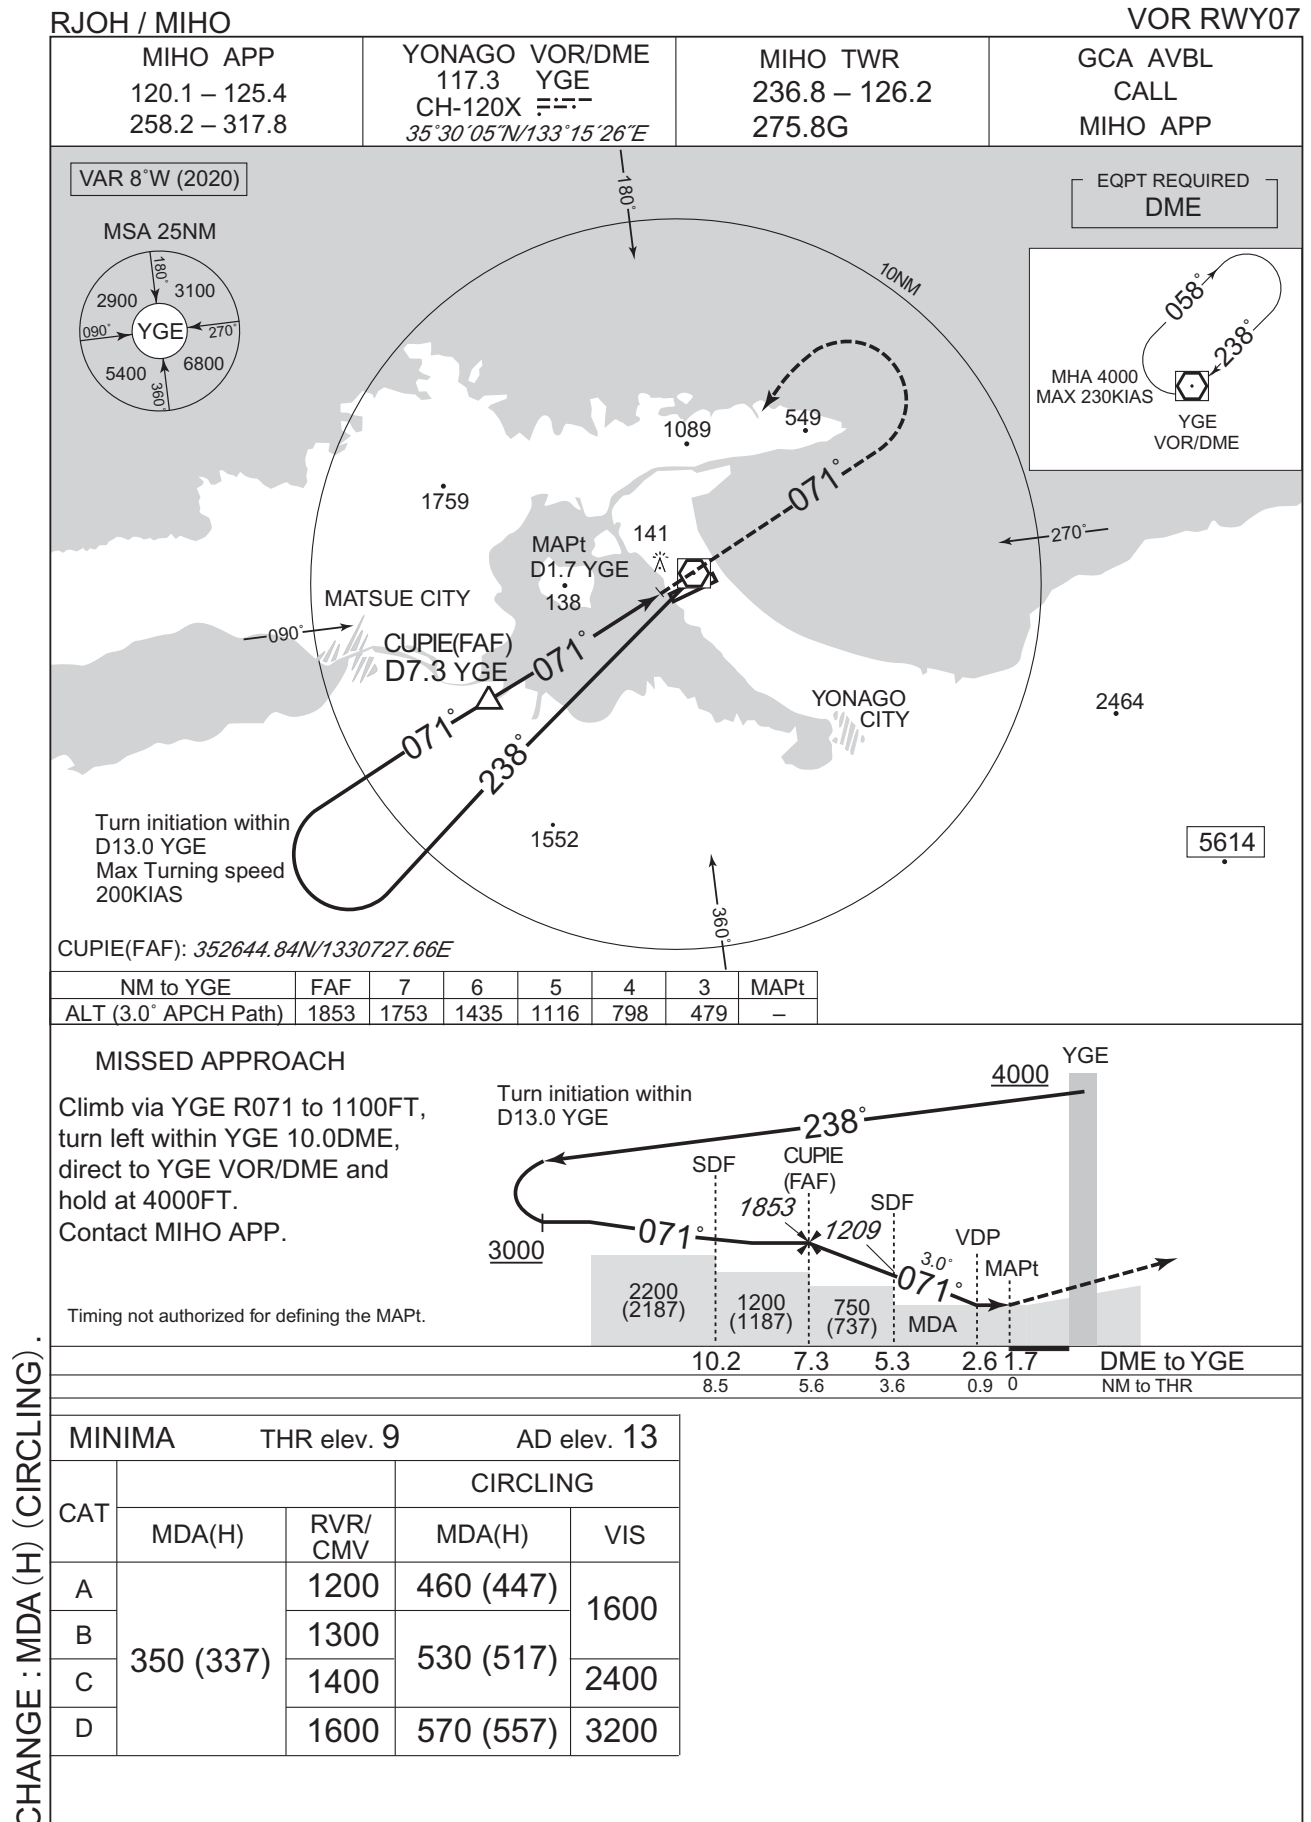 RJOH / MIHO
VOR RWY07
MIHO APP
120.1 – 125.4
258.2 – 317.8
YONAGO VOR/DME
117.3 YGE
CH-120X
35°30′05″N/133°15′26″E
MIHO TWR
236.8 – 126.2
275.8G
GCA AVBL
CALL
MIHO APP
VAR 8°W (2020)
MSA 25NM
180°
2900
3100
090°
YGE
270°
5400
6800
360°
180°
10NM
EQPT REQUIRED
DME
058°
238°
MHA 4000
MAX 230KIAS
YGE
VOR/DME
1089
549
1759
071°
141
270°
MAPt
D1.7 YGE
138
MATSUE CITY
090°
CUPIE(FAF)
D7.3 YGE
071°
071°
238°
YONAGO
CITY
2464
Turn initiation within
D13.0 YGE
Max Turning speed
200KIAS
1552
5614
360°
CUPIE(FAF): 352644.84N/1330727.66E
NM to YGE FAF 7 6 5 4 3 MAPt
ALT (3.0° APCH Path) 1853 1753 1435 1116 798 479 –
MISSED APPROACH
Climb via YGE R071 to 1100FT,
turn left within YGE 10.0DME,
direct to YGE VOR/DME and
hold at 4000FT.
Contact MIHO APP.
Timing not authorized for defining the MAPt.
YGE
4000
Turn initiation within
D13.0 YGE
238°
SDF
CUPIE
(FAF)
SDF
1853
1209
071°
VDP
3000
3.0°
MAPt
071°
2200
(2187)
1200
(1187)
750
(737)
MDA
10.2 7.3 5.3 2.6 1.7 DME to YGE
8.5 5.6 3.6 0.9 0 NM to THR
MINIMA THR elev. 9 AD elev. 13
CAT
CIRCLING
MDA(H)
RVR/
CMV
MDA(H)
VIS
A
1200
460 (447)
1600
B
1300
350 (337)
530 (517)
C
1400
2400
D
1600
570 (557)
3200
CHANGE : MDA(H) (CIRCLING).